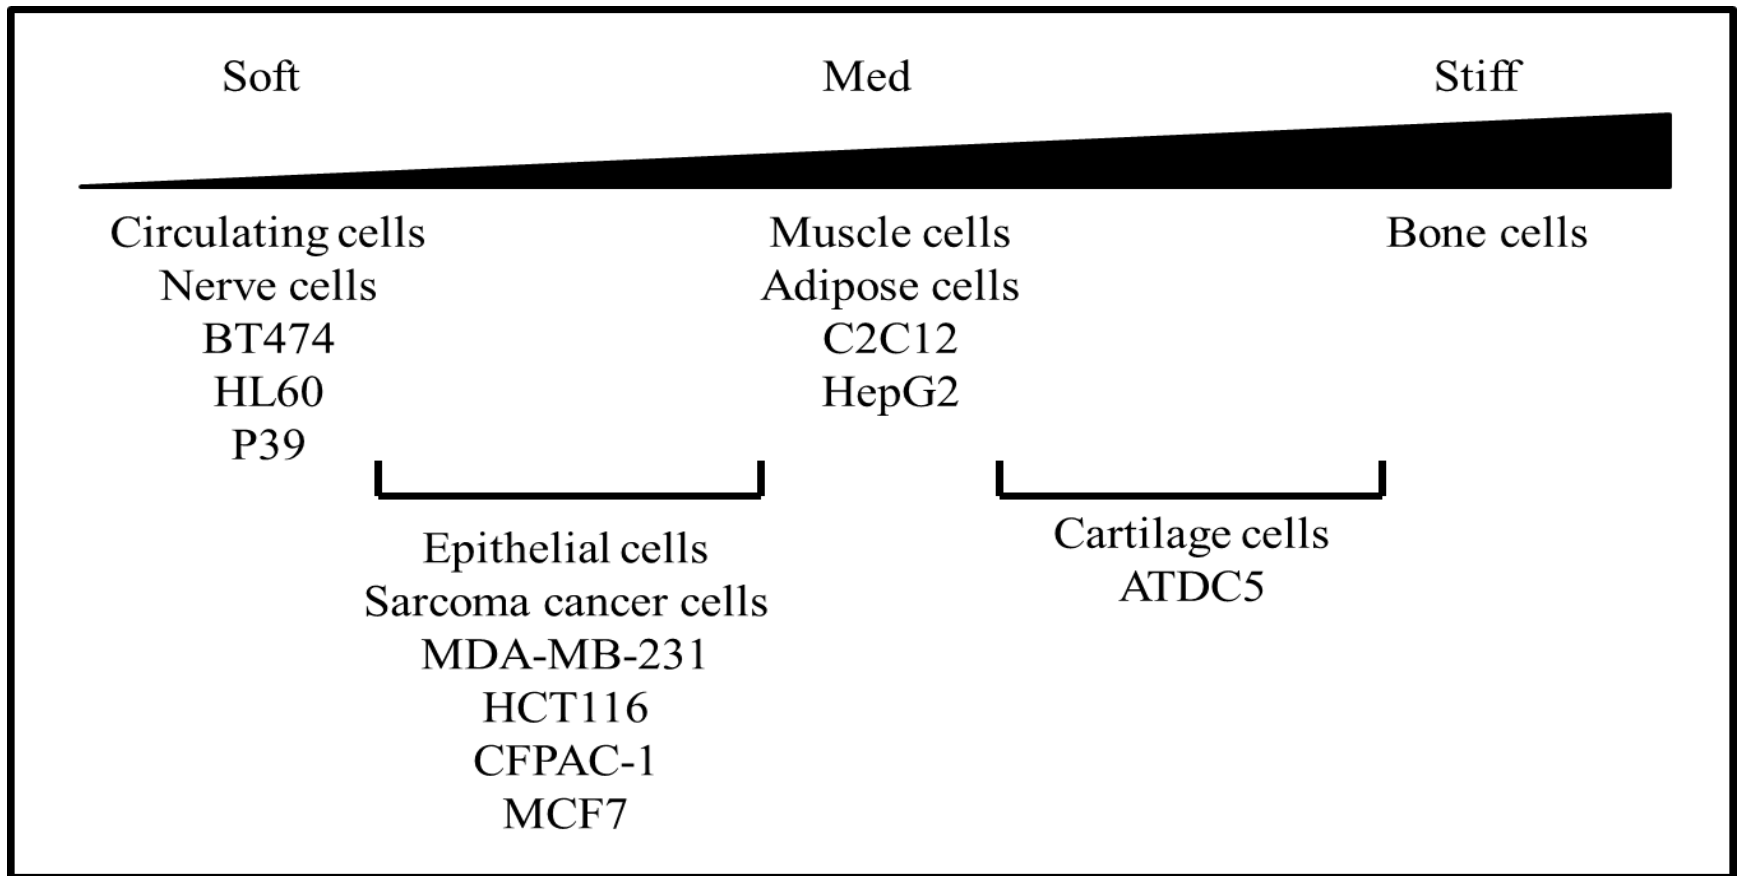 Soft
Med
Stiff
Circulating cells
Nerve cells
BT474
HL60
P39
Muscle cells
Adipose cells
C2C12
HepG2
Bone cells
Epithelial cells
Sarcoma cancer cells
MDA-MB-231
HCT116
CFPAC-1
MCF7
Cartilage cells
ATDC5